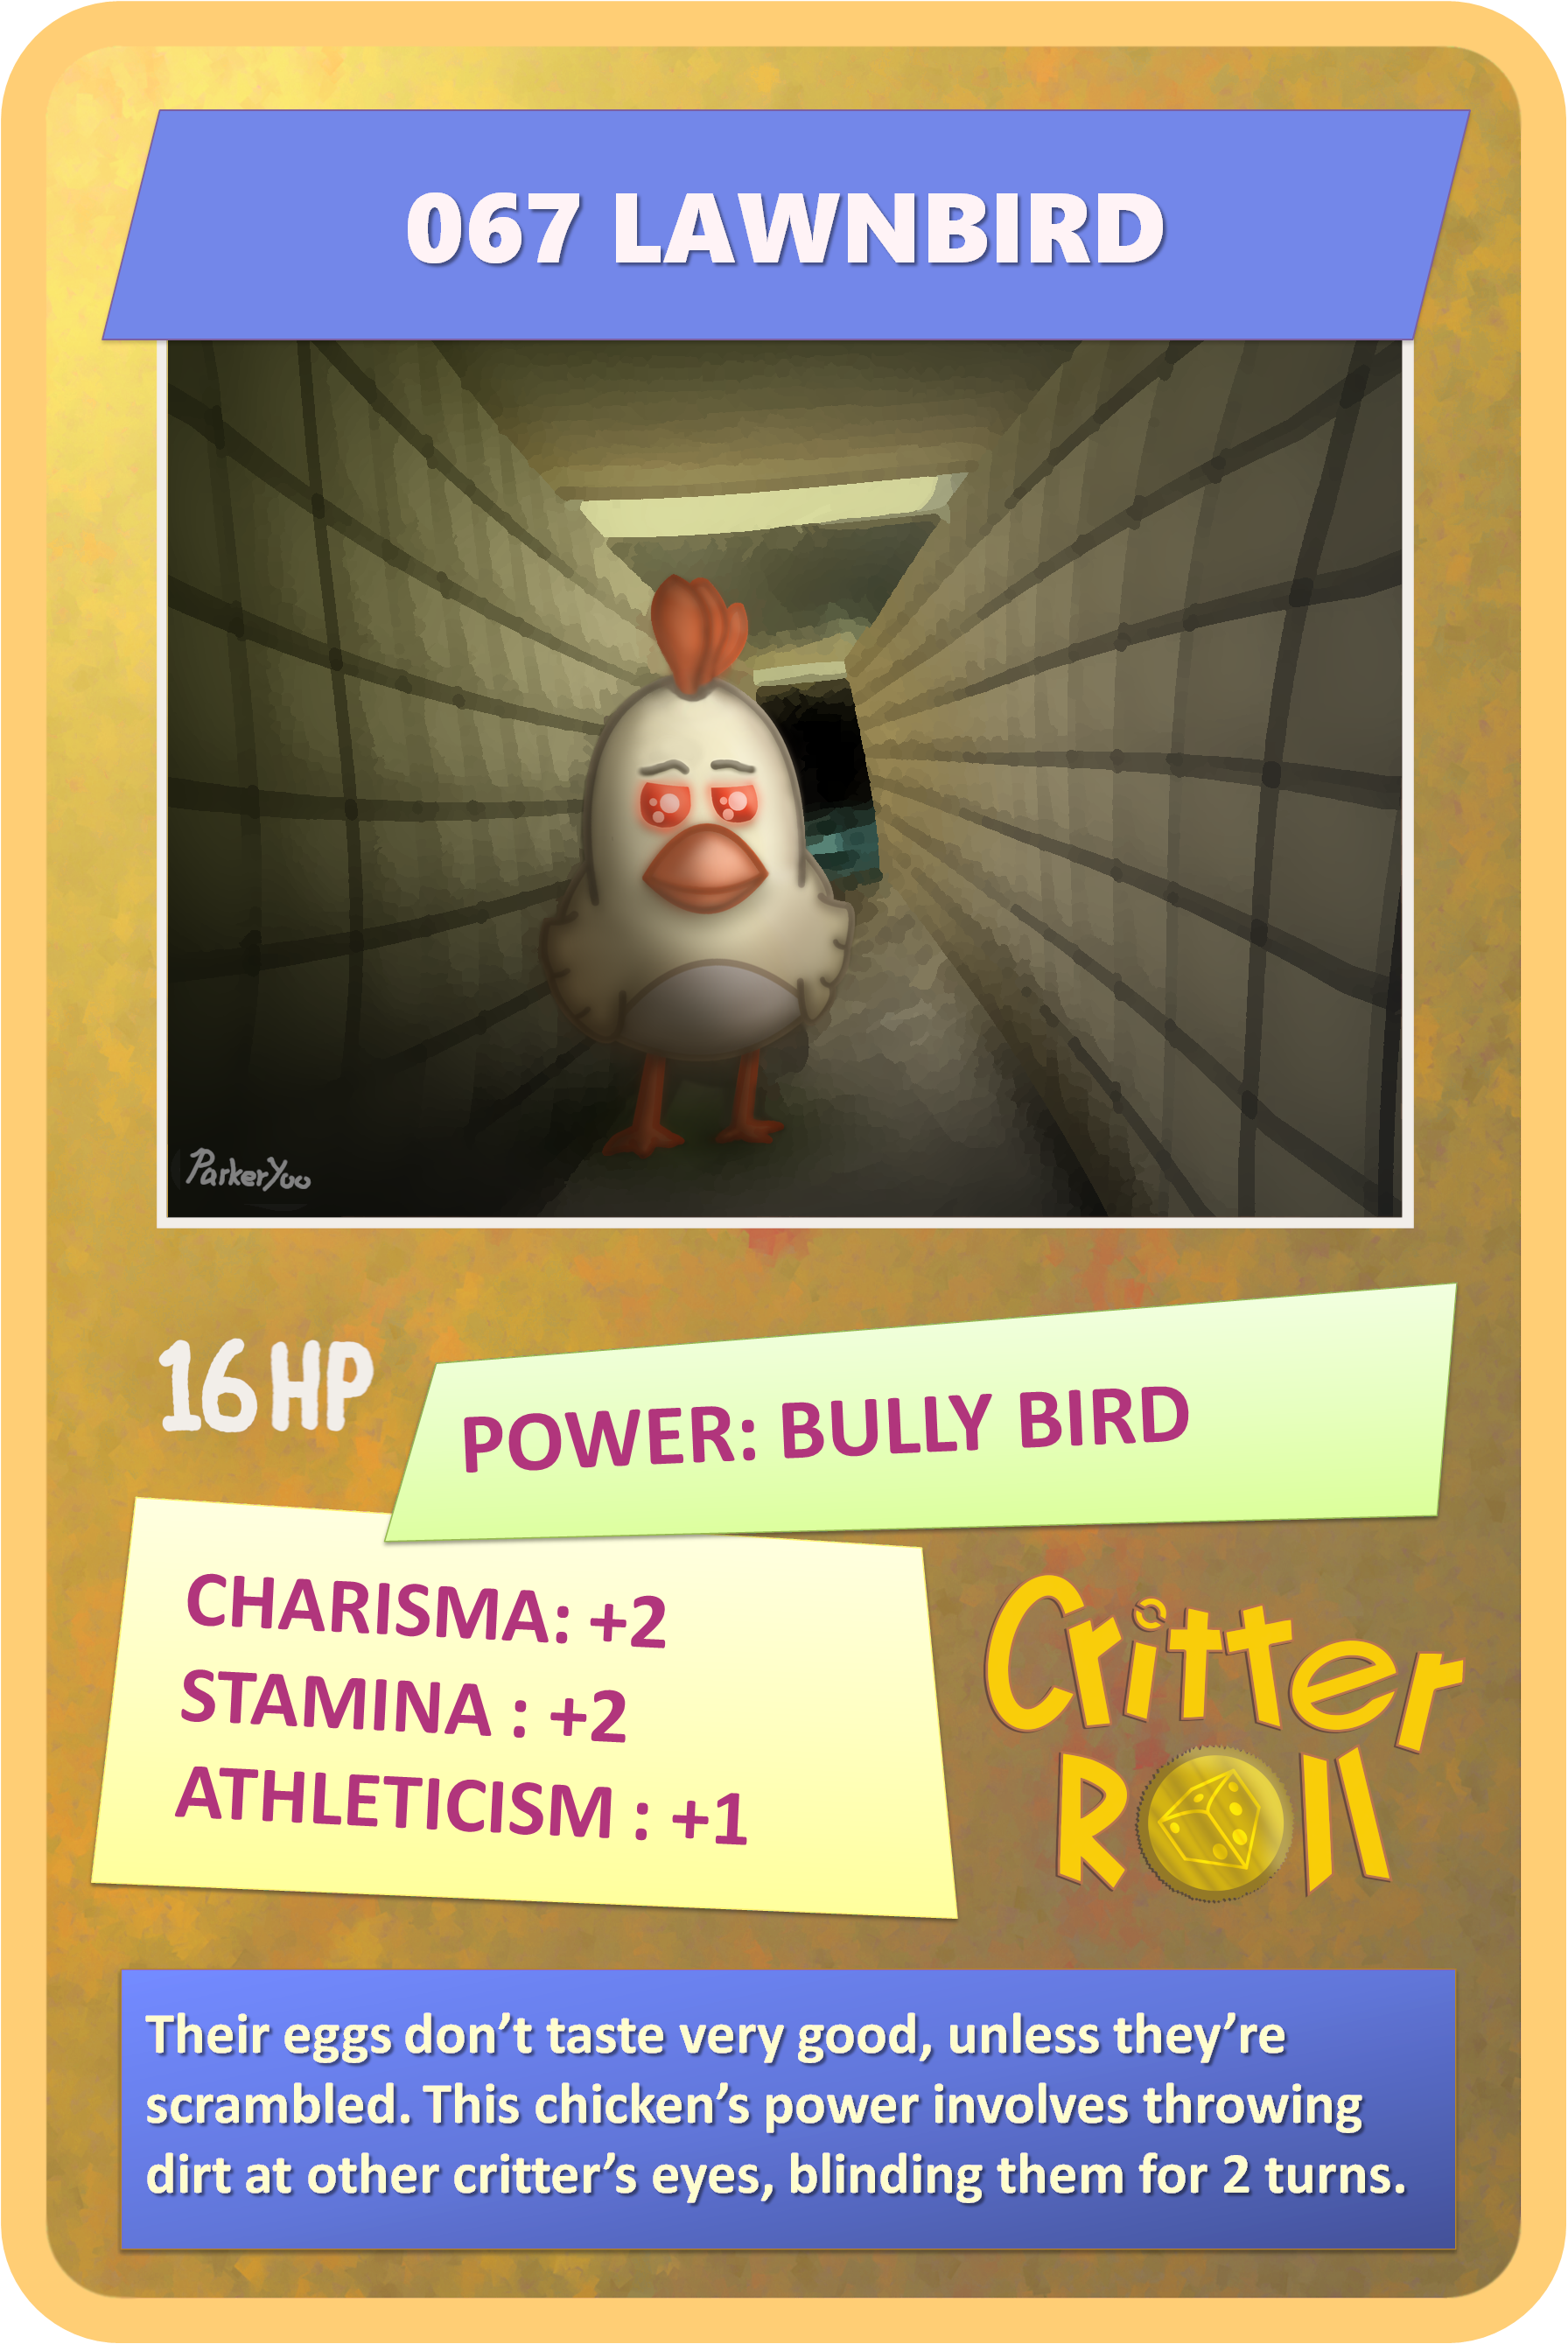 067 LAWNBIRD
ParkerYoo
16 HP
POWER: BULLY BIRD
CHARISMA: +2
STAMINA : +2
ATHLETICISM : +1
Critter
Roll
Their eggs don’t taste very good, unless they’re
scrambled. This chicken’s power involves throwing
dirt at other critter’s eyes, blinding them for 2 turns.